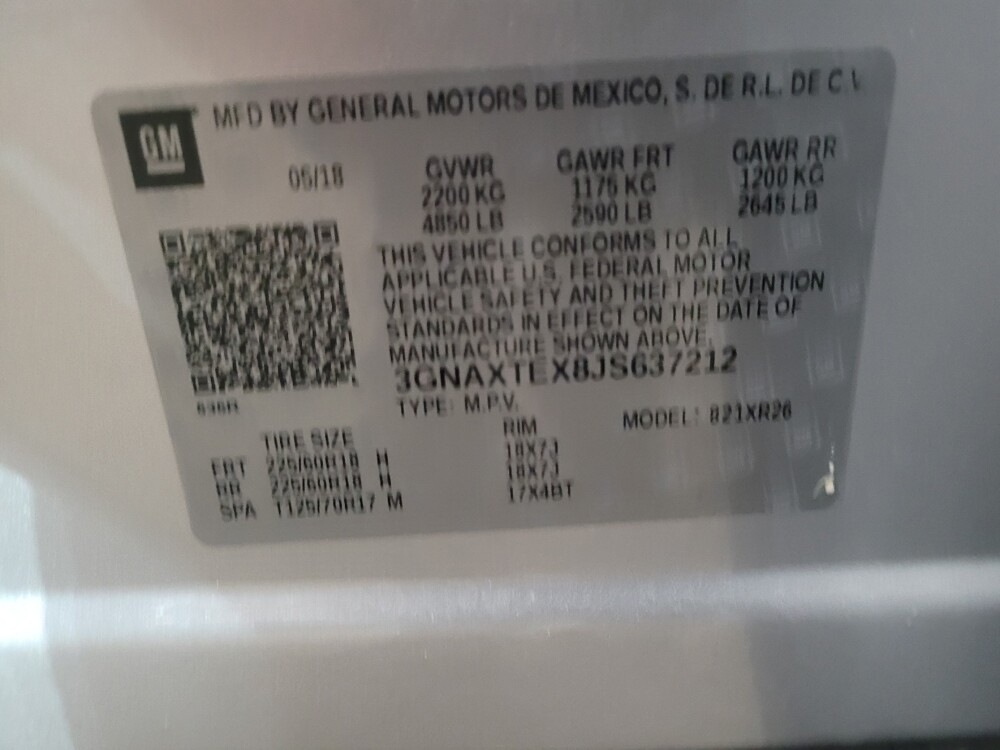 MFD BY GENERAL MOTORS DE MEXICO, S. DE R.L. DE C.V
GM
05/18
GVWR GAWR FRT GAWR RR
2200 KG 1175 KG 1200 KG
4850 LB 2590 LB 2645 LB
THIS VEHICLE CONFORMS TO ALL
APPLICABLE U.S. FEDERAL MOTOR
VEHICLE SAFETY AND THEFT PREVENTION
STANDARDS IN EFFECT ON THE DATE OF
MANUFACTURE SHOWN ABOVE.
3GNAXTEX8JS637212
TYPE: M.P.V. MODEL: 821XR26
TIRE SIZE RIM
FRT 225/60R18 H 18X7J
RR 225/60R18 H 18X7J
SPA T125/70R17 M 17X4BT